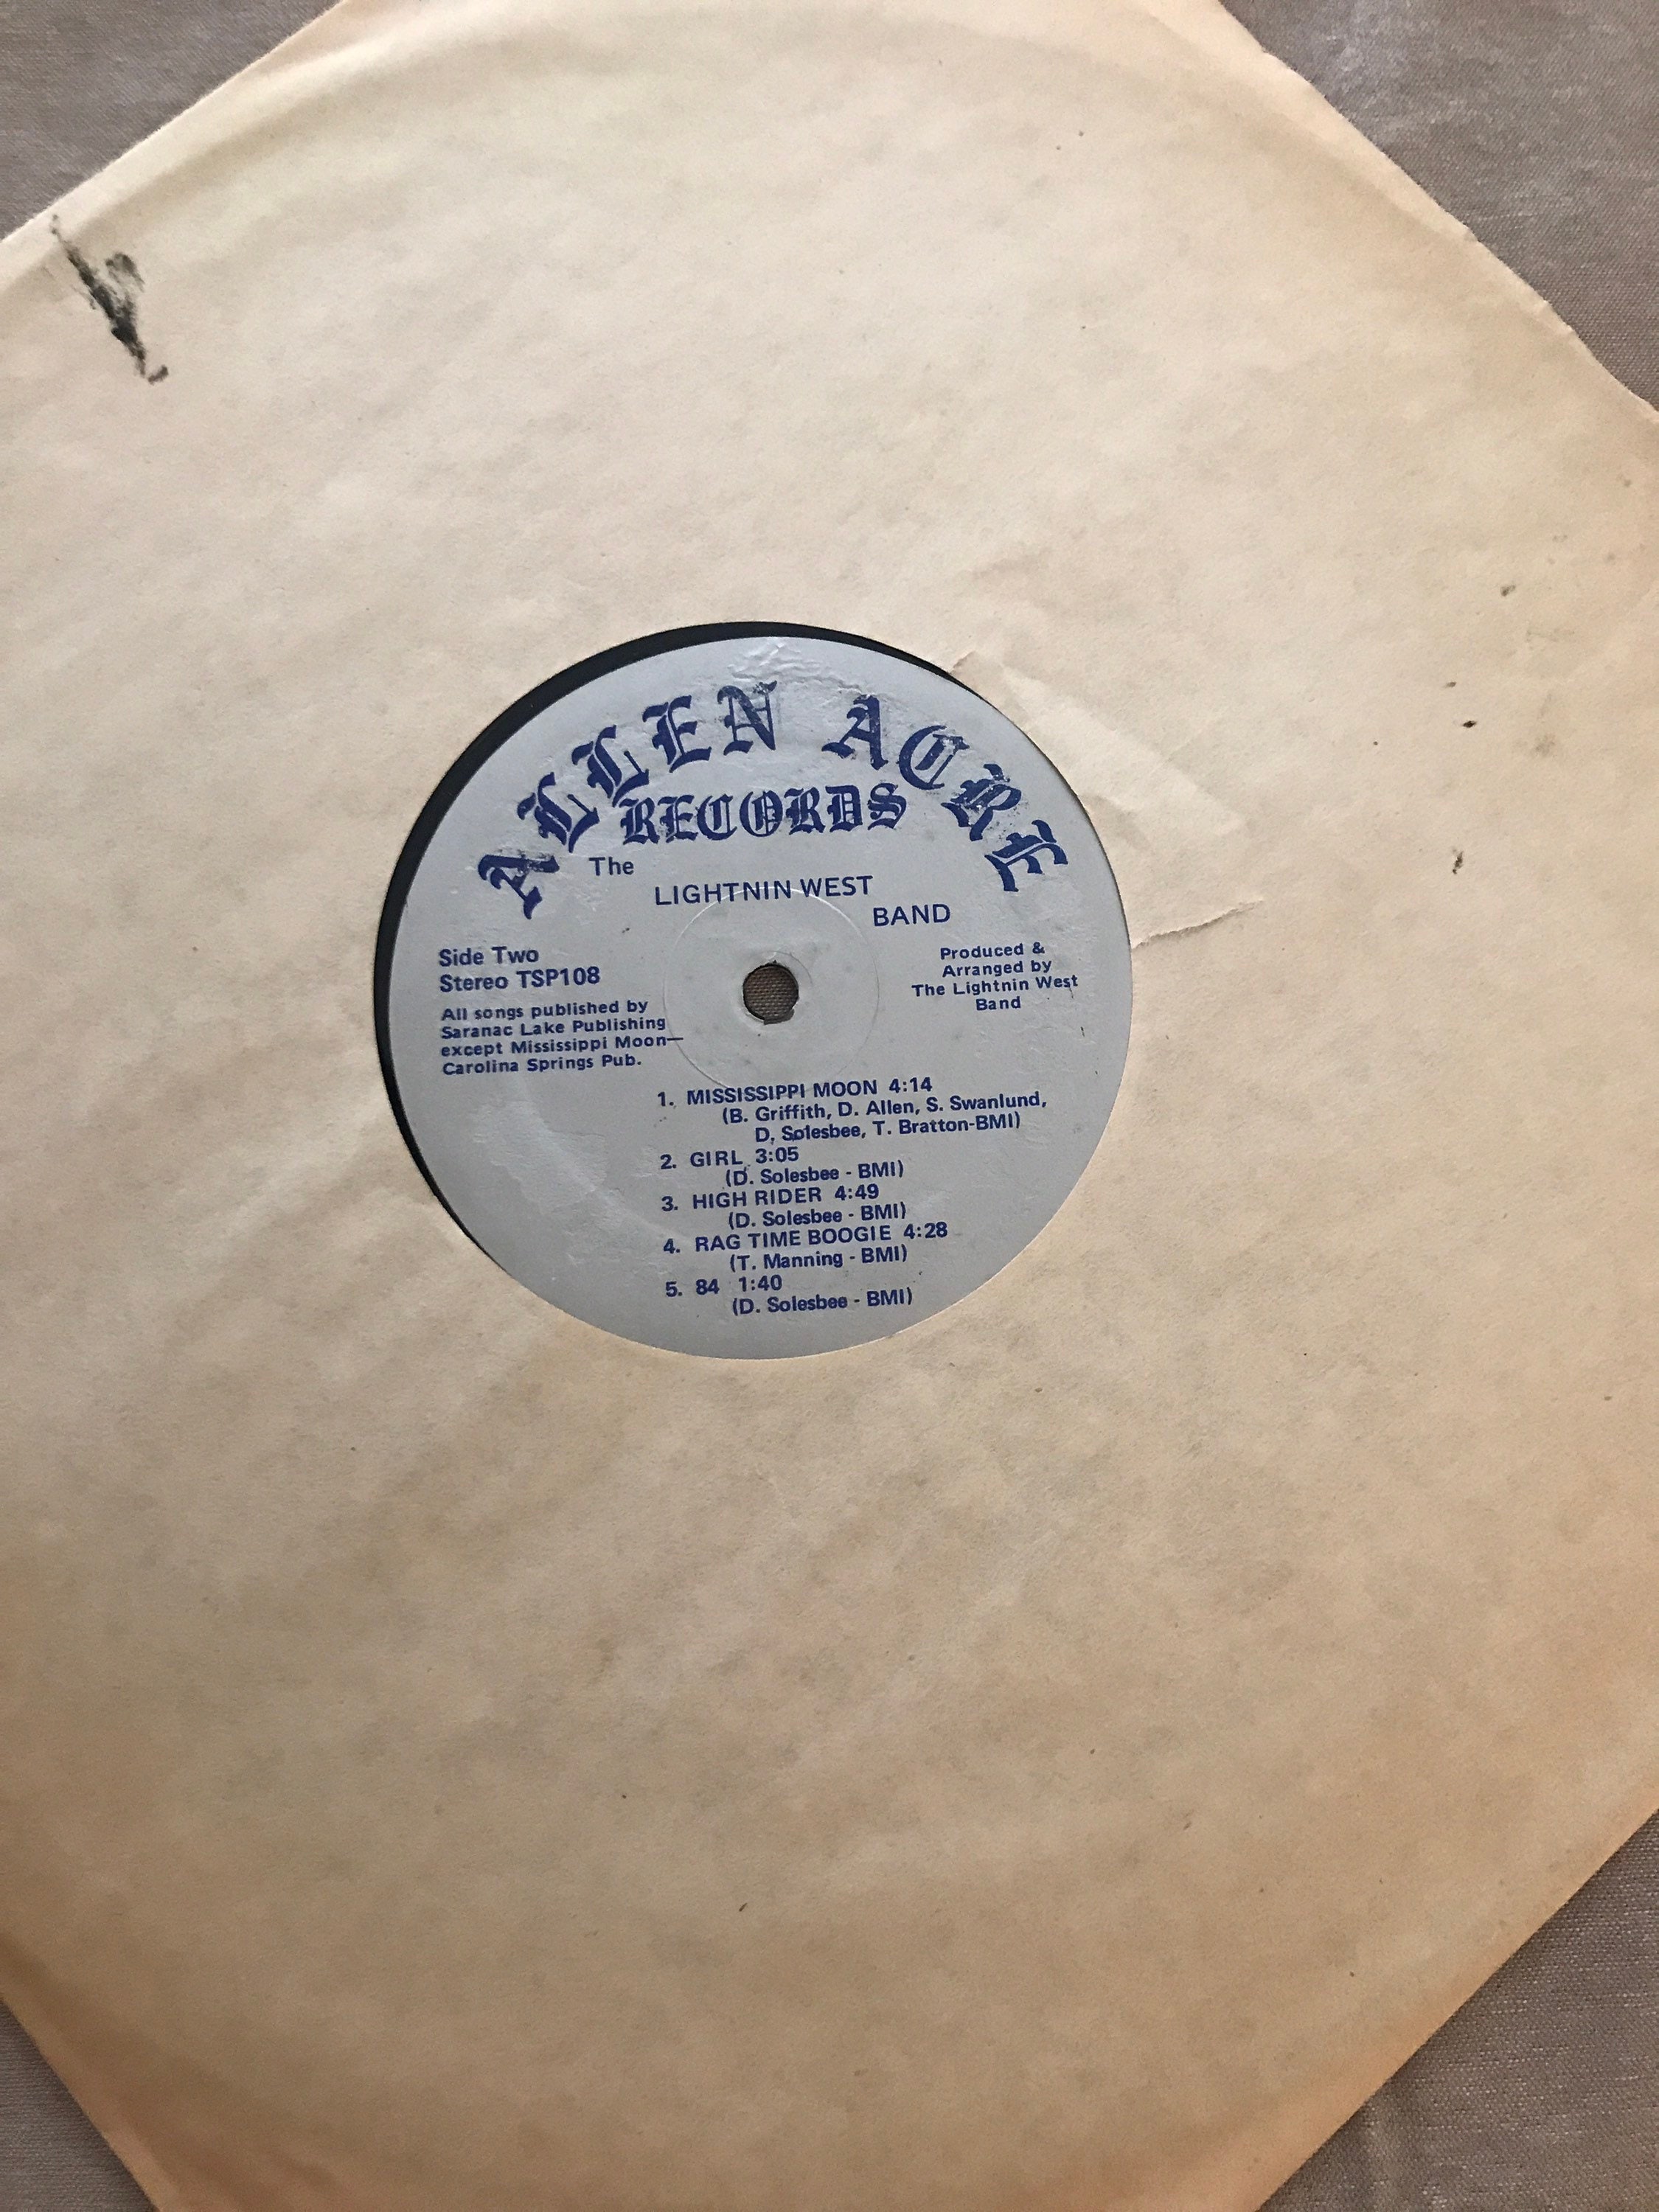 ALLEN ACRE
RECORDS
The
LIGHTNIN WEST
BAND
Side Two
Stereo TSP108
All songs published by
Saranac Lake Publishing
except Mississippi Moon—
Carolina Springs Pub.
Produced &
Arranged by
The Lightnin West
Band
1. MISSISSIPPI MOON 4:14
(B. Griffith, D. Allen, S. Swanlund,
D. Solesbee, T. Bratton-BMI)
2. GIRL 3:05
(D. Solesbee - BMI)
3. HIGH RIDER 4:49
(D. Solesbee - BMI)
4. RAG TIME BOOGIE 4:28
(T. Manning - BMI)
5. 84 1:40
(D. Solesbee - BMI)